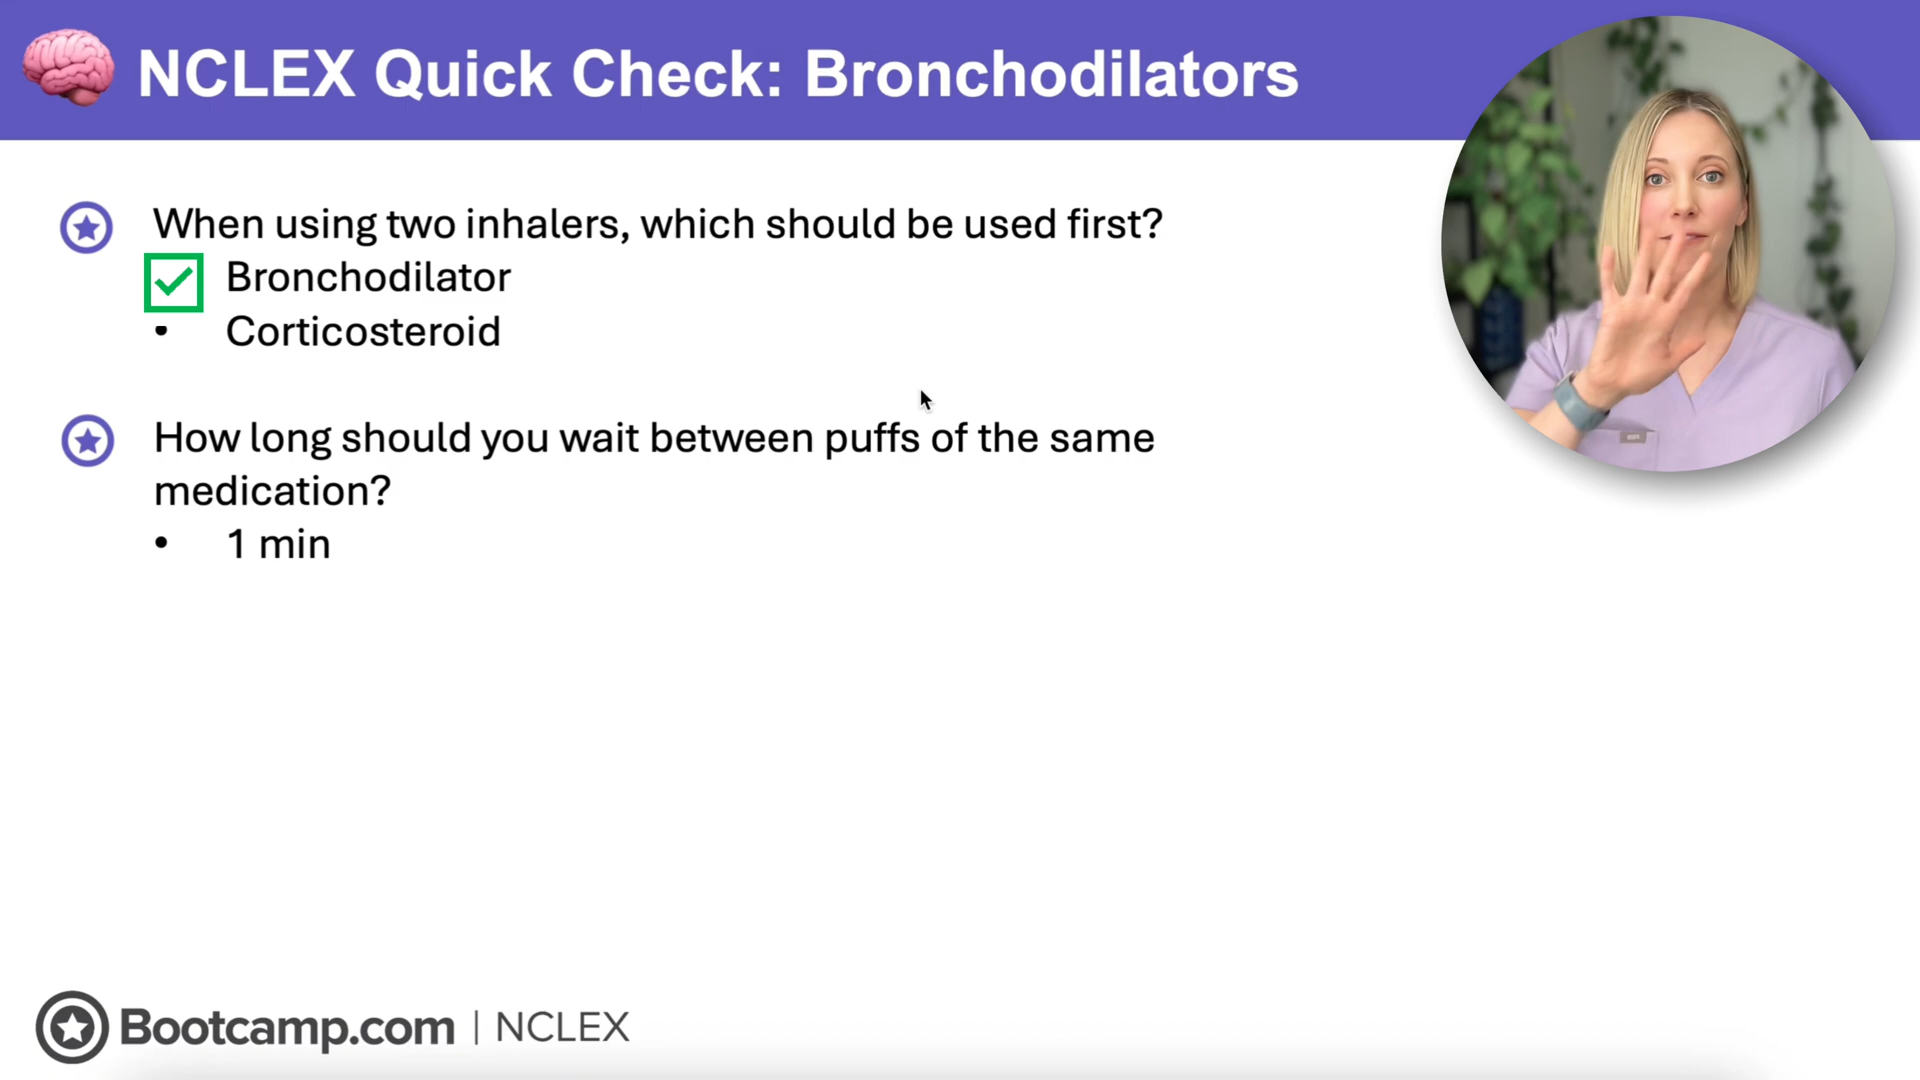 NCLEX Quick Check: Bronchodilators
When using two inhalers, which should be used first?
Bronchodilator
• Corticosteroid
How long should you wait between puffs of the same
medication?
• 1 min
Bootcamp.com | NCLEX